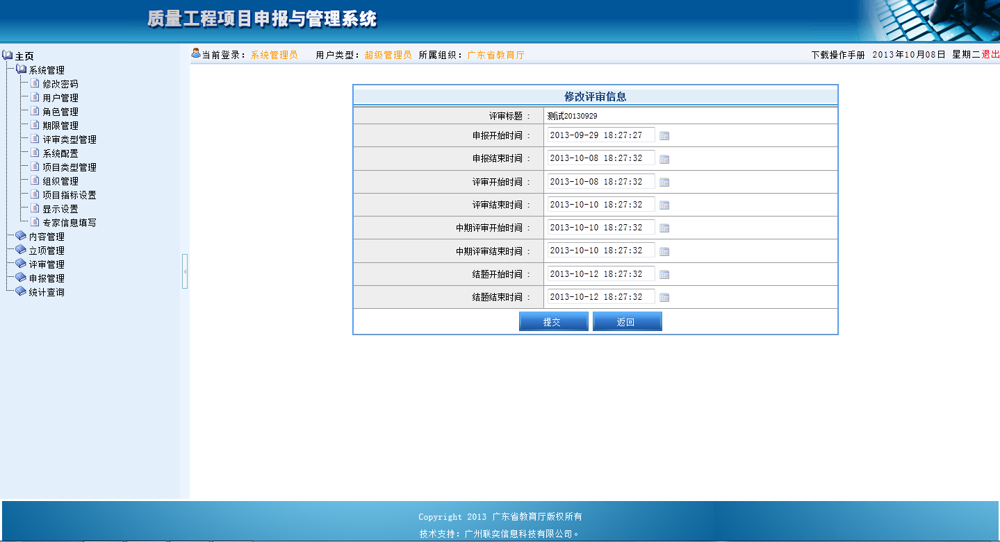 质量工程项目申报与管理系统
当前登录: 系统管理员 用户类型: 超级管理员 所属组织: 广东省教育厅 下载操作手册 2013年10月08日 星期二退出
主页
系统管理
修改密码
用户管理
角色管理
期限管理
评审类型管理
系统配置
项目类型管理
组织管理
项目指标设置
显示设置
专家信息填写
内容管理
立项管理
评审管理
申报管理
统计查询
修改评审信息
评审标题 : 测试20130929
申报开始时间 : 2013-09-29 18:27:27
申报结束时间 : 2013-10-08 18:27:32
评审开始时间 : 2013-10-08 18:27:32
评审结束时间 : 2013-10-10 18:27:32
中期评审开始时间 : 2013-10-10 18:27:32
中期评审结束时间 : 2013-10-10 18:27:32
结题开始时间 : 2013-10-12 18:27:32
结题结束时间 : 2013-10-12 18:27:32
提交 返回
Copyright 2013 广东省教育厅版权所有
技术支持: 广州联奕信息科技有限公司。